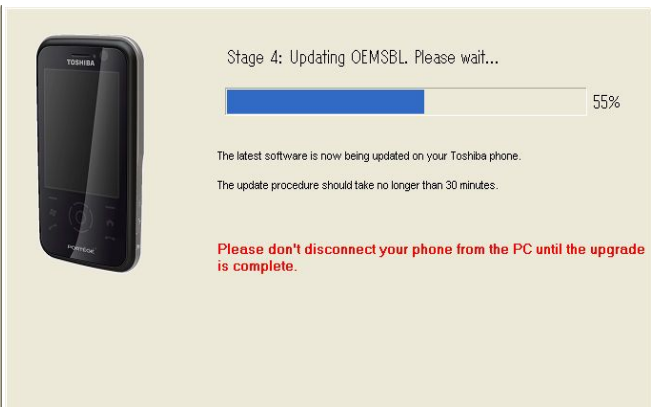 TOSHIBA
Stage 4: Updating OEMSBL. Please wait...
55%
The latest software is now being updated on your Toshiba phone.
The update procedure should take no longer than 30 minutes.
PORTÉGÉ
Please don't disconnect your phone from the PC until the upgrade
is complete.